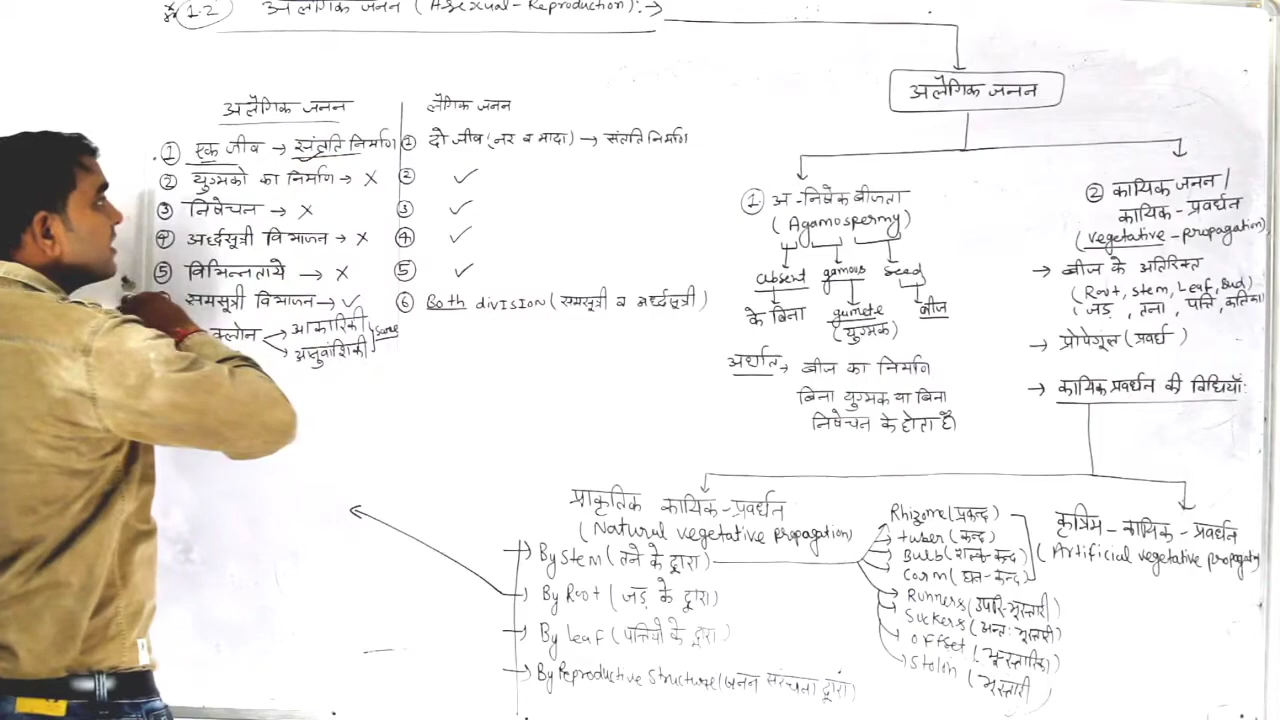 1.2 अलैंगिक जनन (Asexual-Reproduction):→
अलैंगिक जनन
अलैंगिक जनन
① एक जीव → संतति निर्माण
② युग्मको का निर्माण → X
③ निषेचन → X
④ अर्धसूत्री विभाजन → X
⑤ विभिन्नताये → X
समसूत्री विभाजन → ✓
क्लोन → आकारिकी
→ आनुवांशिकी
Same
लैंगिक जनन
① दो जीव (नर व मादा) → संतति निर्माण
② ✓
③ ✓
④ ✓
⑤ ✓
⑥ Both division (समसूत्री व अर्धसूत्री)
① अ-निषेक बीजता
(Agamospermy)
absent gamous Seed
के बिना gamete बीज
(युग्मक)
अर्थात → बीज का निर्माण
बिना युग्मक या बिना
निषेचन के होता है
② कायिक जनन/
कायिक-प्रवर्धन
(vegetative-propagation)
→ बीज के अतिरिक्त
(Root, Stem, Leaf, Bud)
(जड़, तना, पत्ति, कलिका)
→ प्रोपेगूल (प्रवर्ध)
→ कायिक प्रवर्धन की विधियाँ:
प्राकृतिक कायिक-प्रवर्धन
(Natural vegetative propagation)
→ By stem (तने के द्वारा)
→ By Root (जड़ के द्वारा)
→ By leaf (पत्तियो के द्वारा)
→ By Reproductive Structure (जनन संरचना द्वारा)
Rhizome (प्रकन्द)
tuber (कन्द)
Bulb (शल्क-कन्द)
Corm (घन-कन्द)
Runners (उपरि-भूस्तारी)
Suckers (अन्तः भूस्तारी)
offset (भूस्तारिका)
Stolon (भूस्तारी)
कृत्रिम-कायिक-प्रवर्धन
(Artificial vegetative propagation